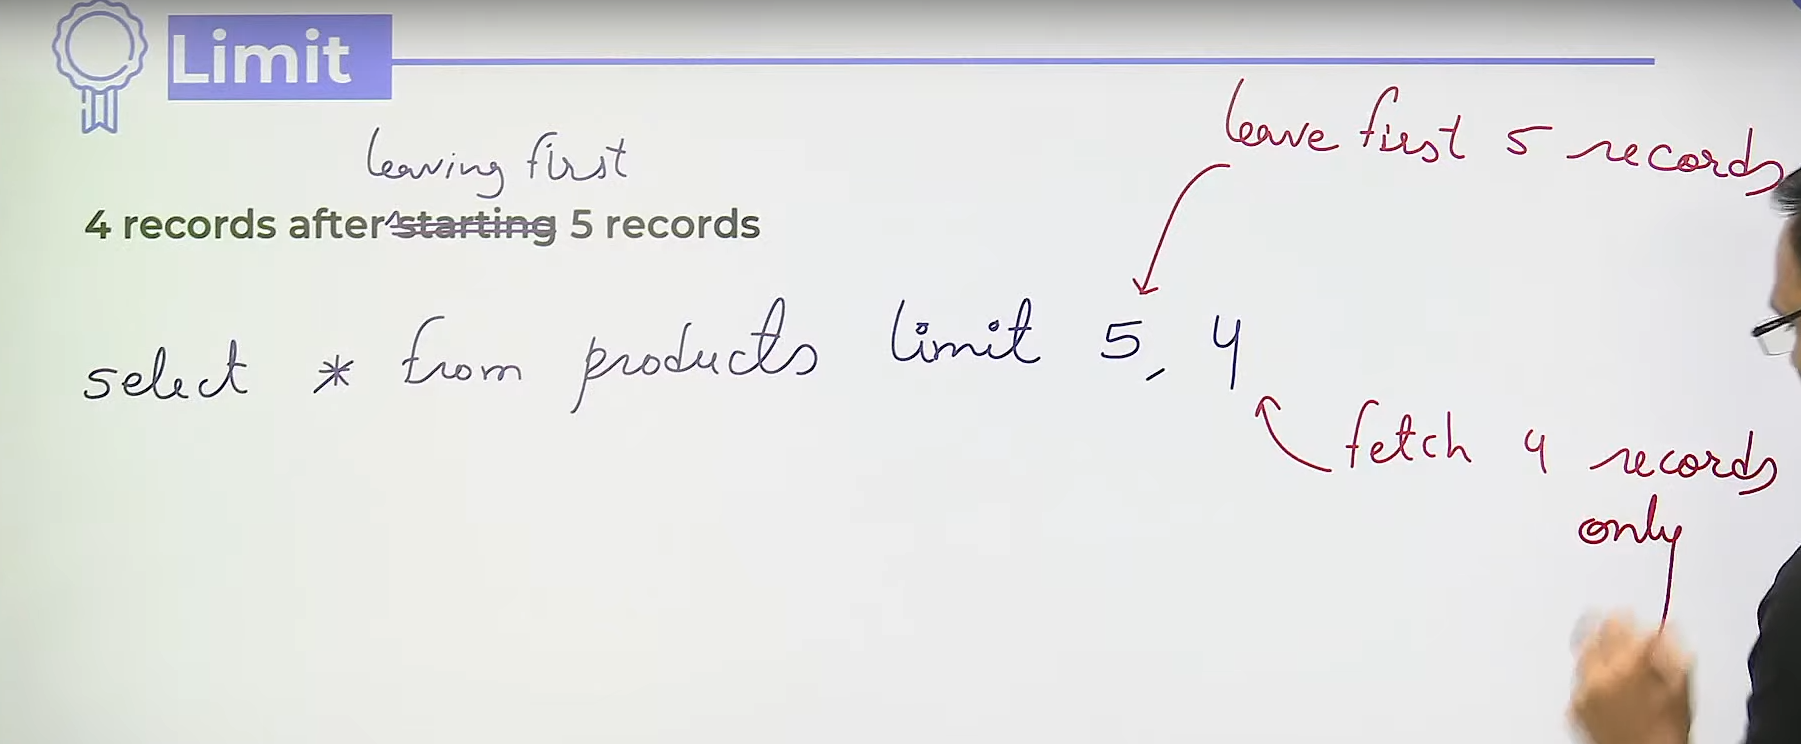 Limit
leave first 5 records
leaving first
4 records after starting 5 records
select * from products limit 5, 4
fetch 4 records
only